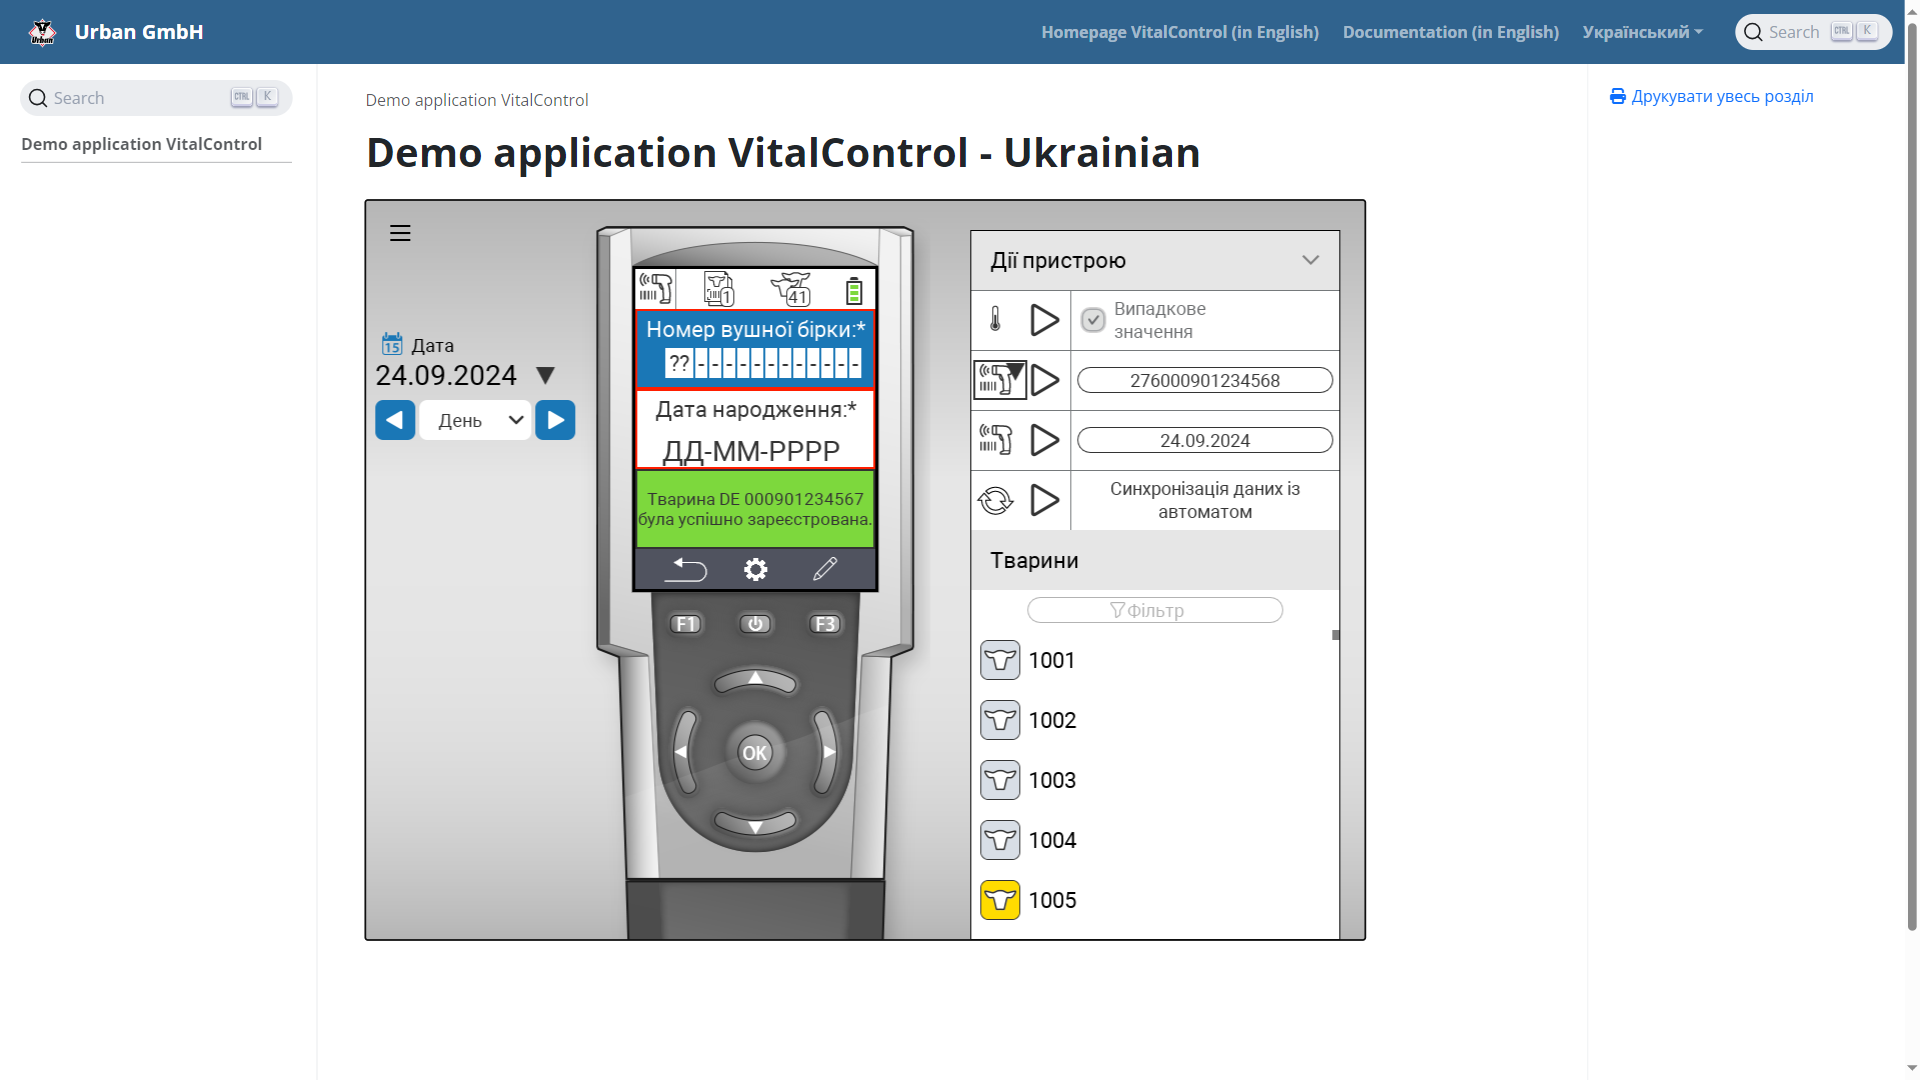 Urban GmbH
Homepage VitalControl (in English)
Documentation (in English)
Український
Search CTRL K
Search CTRL K
Demo application VitalControl
Demo application VitalControl
Demo application VitalControl - Ukrainian
Друкувати увесь розділ
15 Дата
24.09.2024
День
1
41
Номер вушної бірки:*
??------------
Дата народження:*
ДД-ММ-РРРР
Тварина DE 000901234567
була успішно зареєстрована.
F1
F3
OK
Дії пристрою
Випадкове
значення
276000901234568
24.09.2024
Синхронізація даних із
автоматом
Тварини
Фільтр
1001
1002
1003
1004
1005